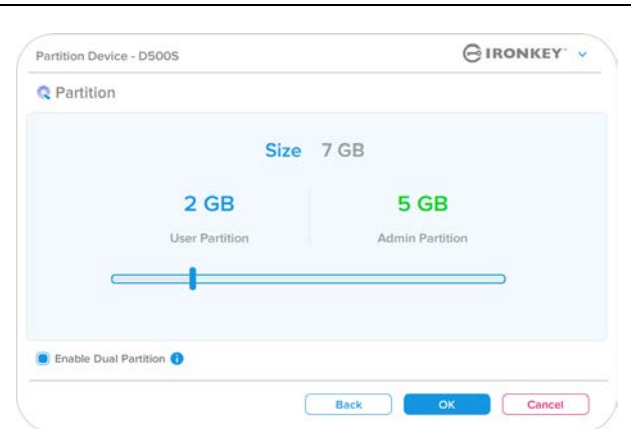 Partition Device - D500S
IRONKEY
Partition
Size 7 GB
2 GB 5 GB
User Partition Admin Partition
Enable Dual Partition
Back OK Cancel